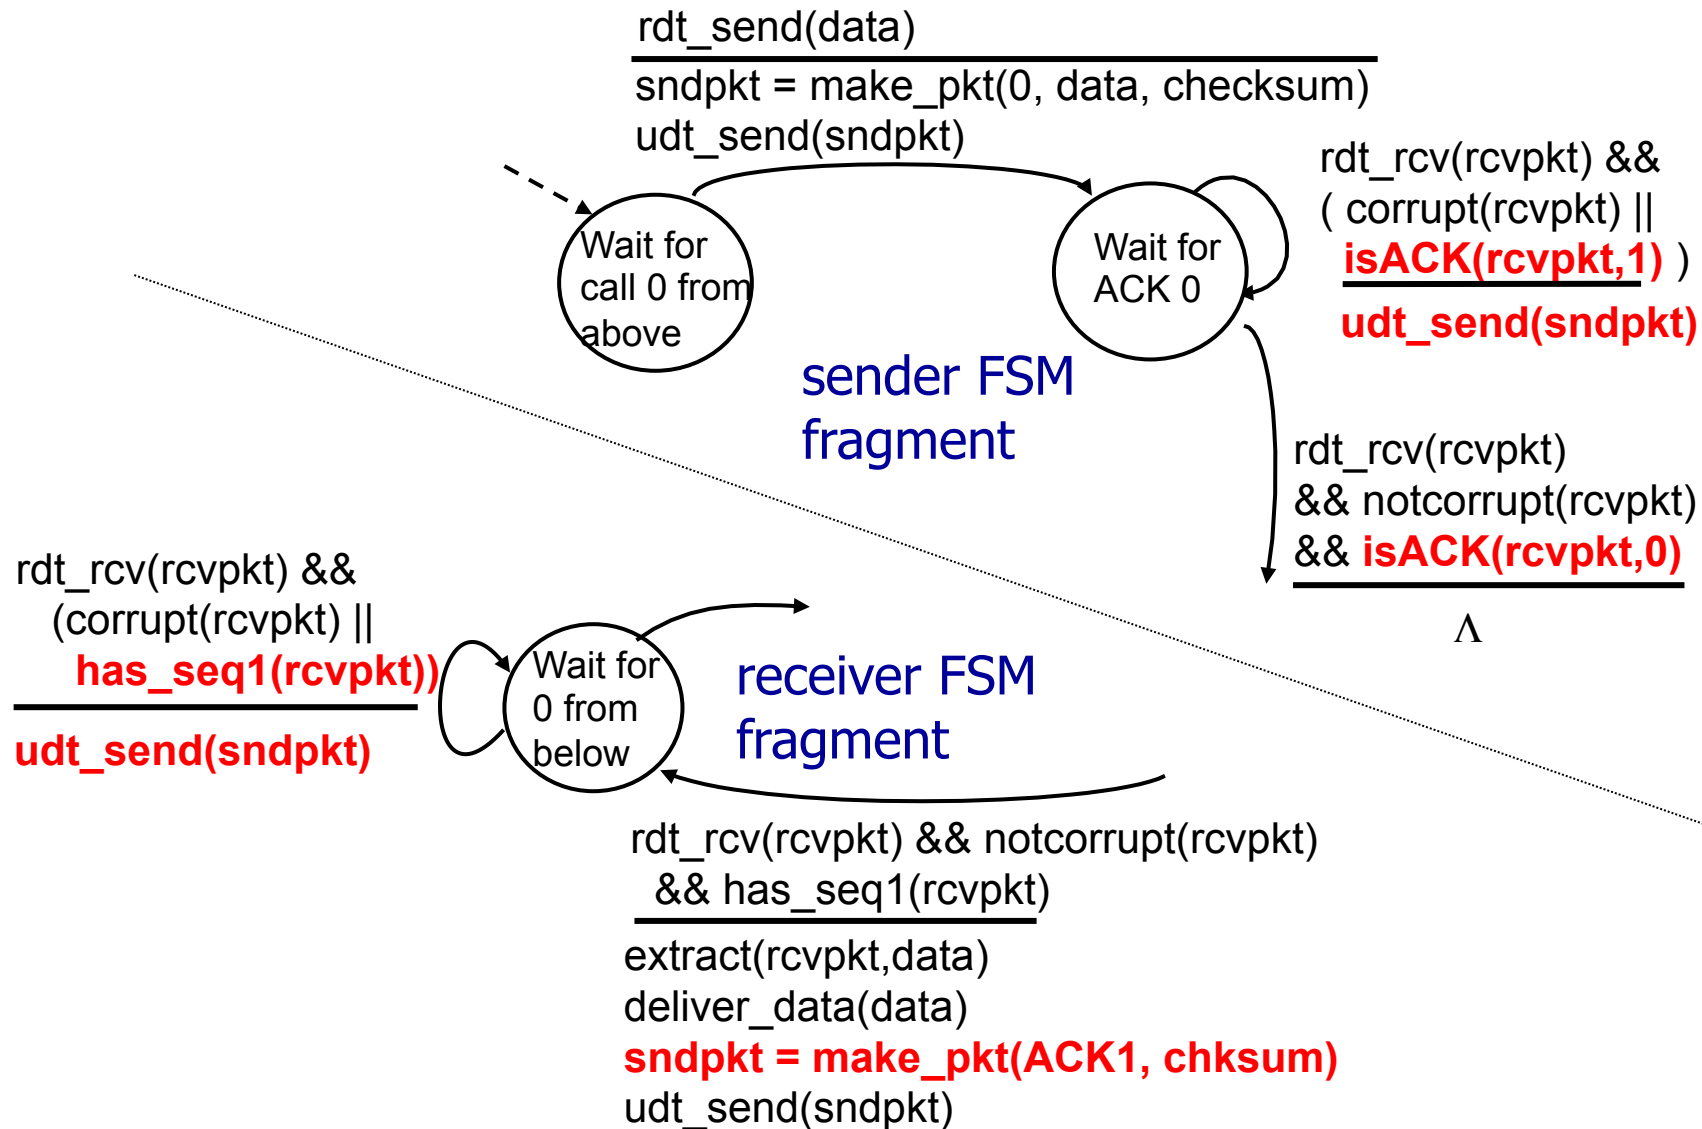 rdt_send(data)
sndpkt = make_pkt(0, data, checksum)
udt_send(sndpkt)
Wait for
call 0 from
above
Wait for
ACK 0
rdt_rcv(rcvpkt) &&
( corrupt(rcvpkt) ||
isACK(rcvpkt,1) )
udt_send(sndpkt)
sender FSM
fragment
rdt_rcv(rcvpkt)
&& notcorrupt(rcvpkt)
&& isACK(rcvpkt,0)
Λ
rdt_rcv(rcvpkt) &&
(corrupt(rcvpkt) ||
has_seq1(rcvpkt))
udt_send(sndpkt)
Wait for
0 from
below
receiver FSM
fragment
rdt_rcv(rcvpkt) && notcorrupt(rcvpkt)
&& has_seq1(rcvpkt)
extract(rcvpkt,data)
deliver_data(data)
sndpkt = make_pkt(ACK1, chksum)
udt_send(sndpkt)